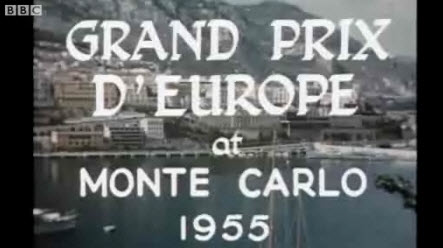 BBC
GRAND PRIX
D'EUROPE
at
MONTE CARLO
1955